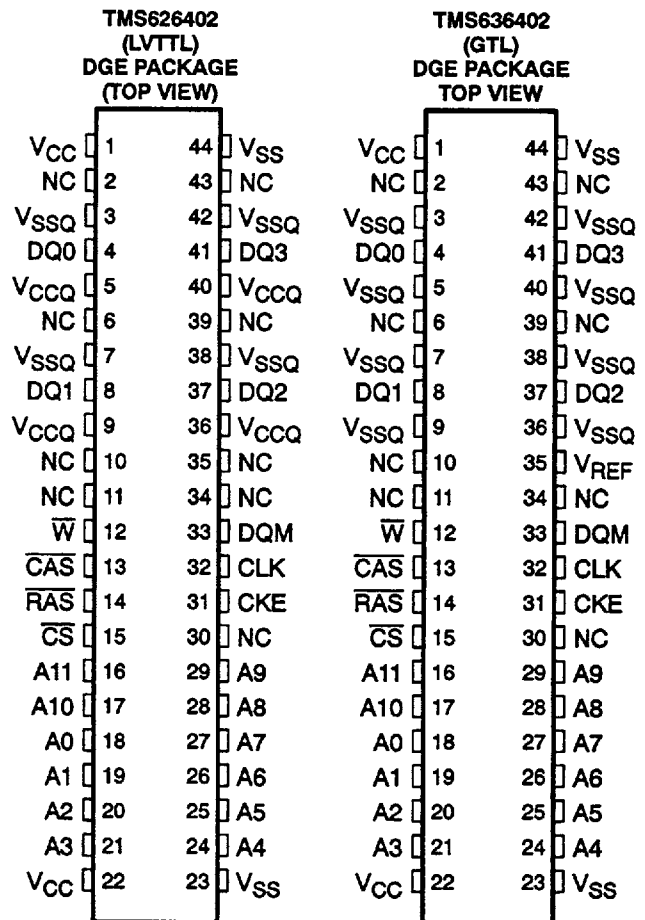 TMS626402
(LVTTL)
DGE PACKAGE
(TOP VIEW)
VCC 1 44 VSS
NC 2 43 NC
VSSQ 3 42 VSSQ
DQ0 4 41 DQ3
VCCQ 5 40 VCCQ
NC 6 39 NC
VSSQ 7 38 VSSQ
DQ1 8 37 DQ2
VCCQ 9 36 VCCQ
NC 10 35 NC
NC 11 34 NC
W̅ 12 33 DQM
C̅A̅S̅ 13 32 CLK
R̅A̅S̅ 14 31 CKE
C̅S̅ 15 30 NC
A11 16 29 A9
A10 17 28 A8
A0 18 27 A7
A1 19 26 A6
A2 20 25 A5
A3 21 24 A4
VCC 22 23 VSS
TMS636402
(GTL)
DGE PACKAGE
TOP VIEW
VCC 1 44 VSS
NC 2 43 NC
VSSQ 3 42 VSSQ
DQ0 4 41 DQ3
VSSQ 5 40 VSSQ
NC 6 39 NC
VSSQ 7 38 VSSQ
DQ1 8 37 DQ2
VSSQ 9 36 VSSQ
NC 10 35 VREF
NC 11 34 NC
W̅ 12 33 DQM
C̅A̅S̅ 13 32 CLK
R̅A̅S̅ 14 31 CKE
C̅S̅ 15 30 NC
A11 16 29 A9
A10 17 28 A8
A0 18 27 A7
A1 19 26 A6
A2 20 25 A5
A3 21 24 A4
VCC 22 23 VSS